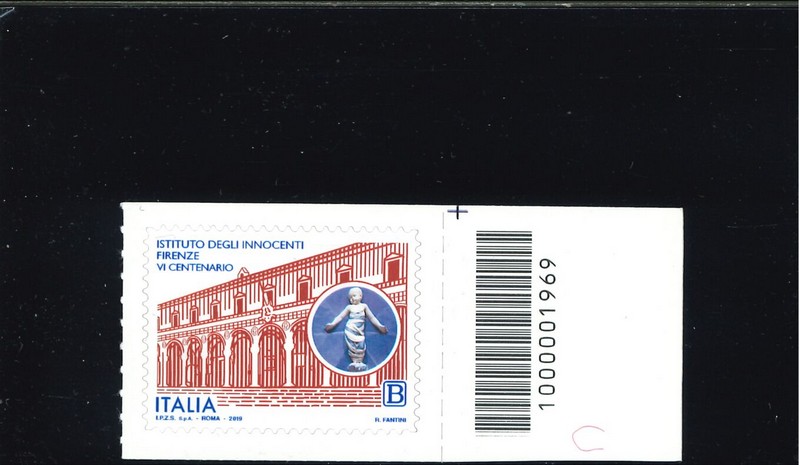 ISTITUTO DEGLI INNOCENTI
FIRENZE
VI CENTENARIO
B
ITALIA
I.P.Z.S. S.p.A. - ROMA - 2019
R. FANTINI
1000001969